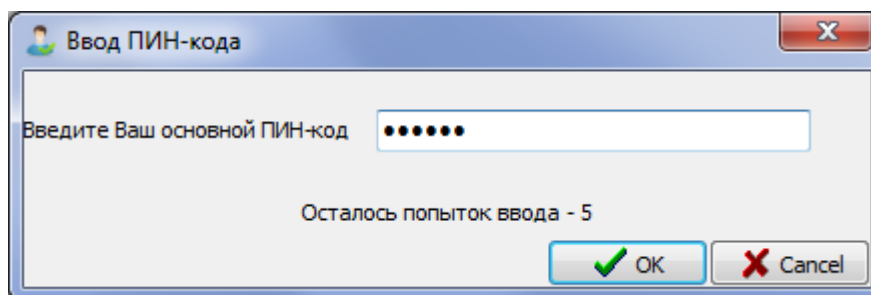 Ввод ПИН-кода
Введите Ваш основной ПИН-код ••••••
Осталось попыток ввода - 5
OK Cancel